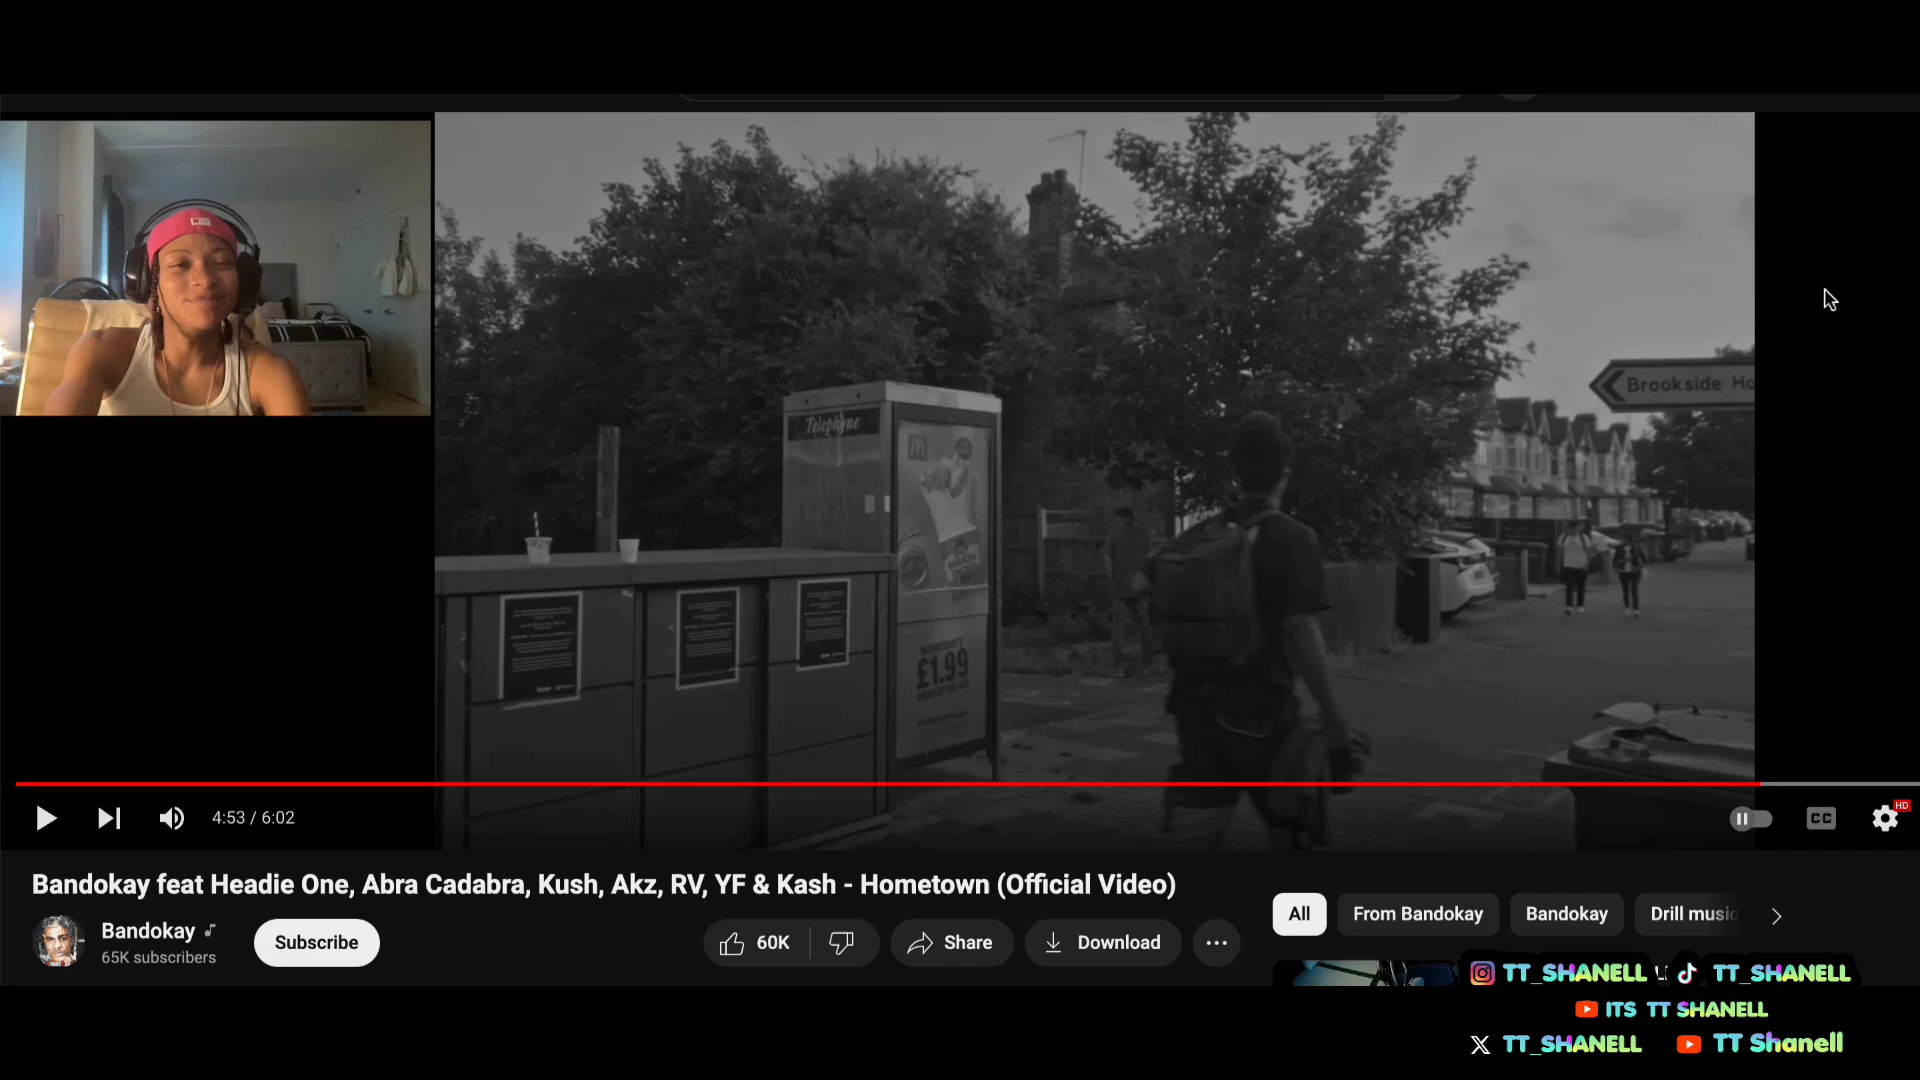 Telephone
Brookside Ho
£1.99
4:53 / 6:02
CC
HD
Bandokay feat Headie One, Abra Cadabra, Kush, Akz, RV, YF & Kash - Hometown (Official Video)
Bandokay
65K subscribers
Subscribe
60K
Share
Download
All
From Bandokay
Bandokay
Drill music
TT_SHANELL
TT_SHANELL
ITS TT SHANELL
TT_SHANELL
TT Shanell